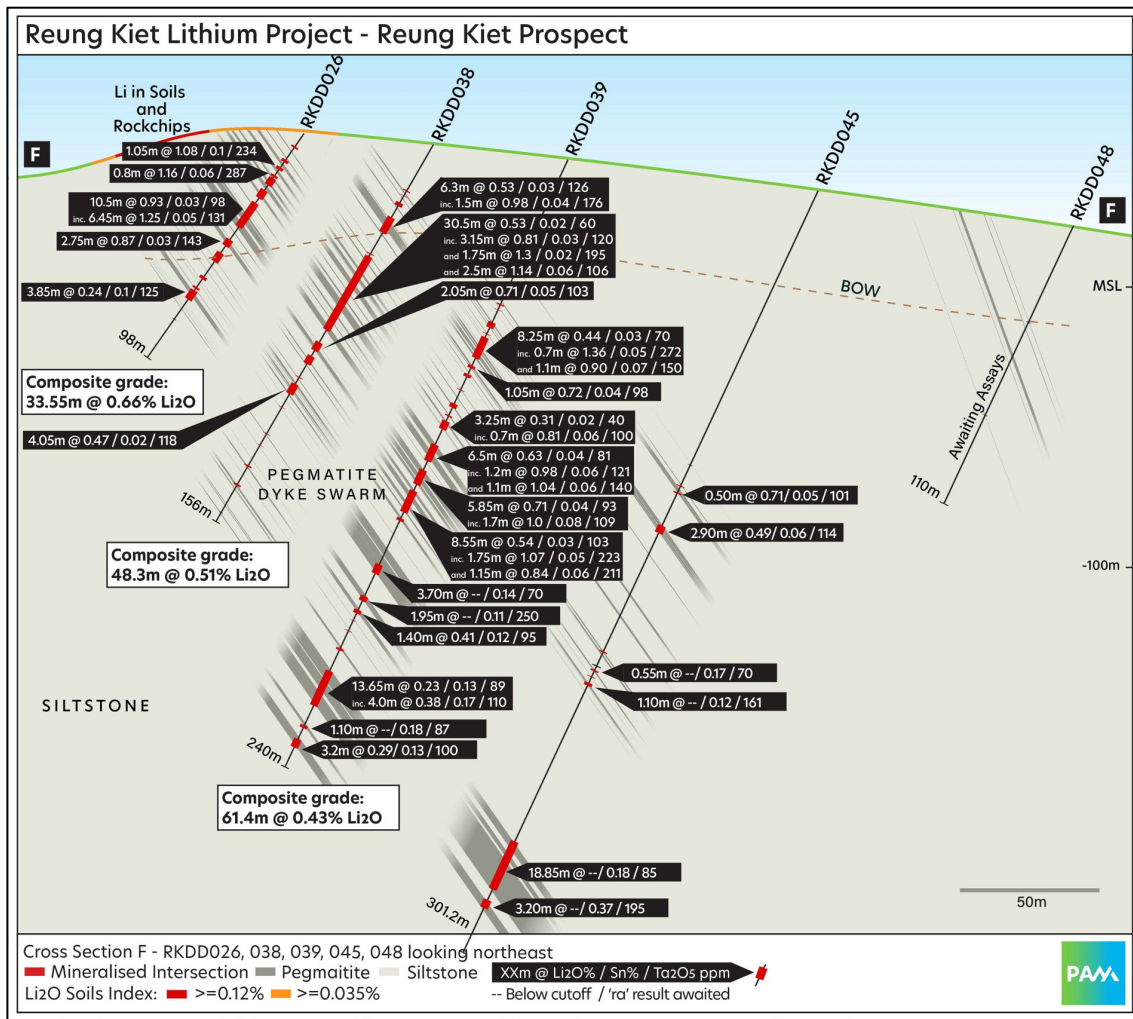 Reung Kiet Lithium Project - Reung Kiet Prospect
Li in Soils
and
Rockchips
RKDD026
RKDD038
RKDD039
RKDD045
RKDD048
F
F
1.05m @ 1.08 / 0.1 / 234
0.8m @ 1.16 / 0.06 / 287
10.5m @ 0.93 / 0.03 / 98
inc. 6.45m @ 1.25 / 0.05 / 131
2.75m @ 0.87 / 0.03 / 143
3.85m @ 0.24 / 0.1 / 125
98m
Composite grade:
33.55m @ 0.66% Li2O
6.3m @ 0.53 / 0.03 / 126
inc. 1.5m @ 0.98 / 0.04 / 176
30.5m @ 0.53 / 0.02 / 60
inc. 3.15m @ 0.81 / 0.03 / 120
and 1.75m @ 1.3 / 0.02 / 195
and 2.5m @ 1.14 / 0.06 / 106
2.05m @ 0.71 / 0.05 / 103
4.05m @ 0.47 / 0.02 / 118
156m
Composite grade:
48.3m @ 0.51% Li2O
PEGMATITE
DYKE SWARM
8.25m @ 0.44 / 0.03 / 70
inc. 0.7m @ 1.36 / 0.05 / 272
and 1.1m @ 0.90 / 0.07 / 150
1.05m @ 0.72 / 0.04 / 98
3.25m @ 0.31 / 0.02 / 40
inc. 0.7m @ 0.81 / 0.06 / 100
6.5m @ 0.63 / 0.04 / 81
inc. 1.2m @ 0.98 / 0.06 / 121
and 1.1m @ 1.04 / 0.06 / 140
5.85m @ 0.71 / 0.04 / 93
inc. 1.7m @ 1.0 / 0.08 / 109
8.55m @ 0.54 / 0.03 / 103
inc. 1.75m @ 1.07 / 0.05 / 223
and 1.15m @ 0.84 / 0.06 / 211
3.70m @ -- / 0.14 / 70
1.95m @ -- / 0.11 / 250
1.40m @ 0.41 / 0.12 / 95
13.65m @ 0.23 / 0.13 / 89
inc. 4.0m @ 0.38 / 0.17 / 110
1.10m @ --/ 0.18 / 87
3.2m @ 0.29/ 0.13 / 100
240m
Composite grade:
61.4m @ 0.43% Li2O
BOW
MSL
-100m
Awaiting Assays
110m
0.50m @ 0.71/ 0.05 / 101
2.90m @ 0.49/ 0.06 / 114
0.55m @ --/ 0.17 / 70
1.10m @ -- / 0.12 / 161
18.85m @ --/ 0.18 / 85
3.20m @ --/ 0.37 / 195
301.2m
SILTSTONE
50m
Cross Section F - RKDD026, 038, 039, 045, 048 looking northeast
Mineralised Intersection Pegmaitite Siltstone XXm @ Li2O% / Sn% / Ta2O5 ppm
Li2O Soils Index: >=0.12% >=0.035% -- Below cutoff / 'ra' result awaited
PAM